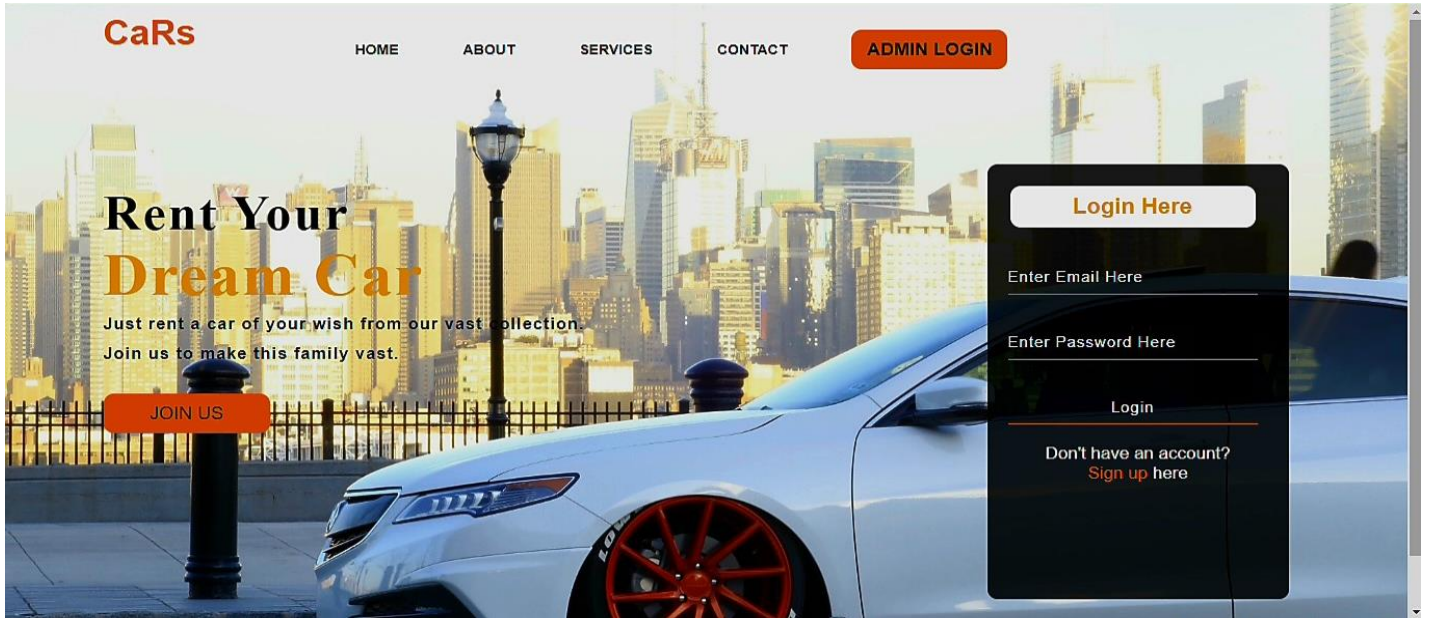 CaRs
HOME ABOUT SERVICES CONTACT ADMIN LOGIN
Rent Your
Dream Car
Just rent a car of your wish from our vast collection.
Join us to make this family vast.
JOIN US
Login Here
Enter Email Here
Enter Password Here
Login
Don't have an account?
Sign up here